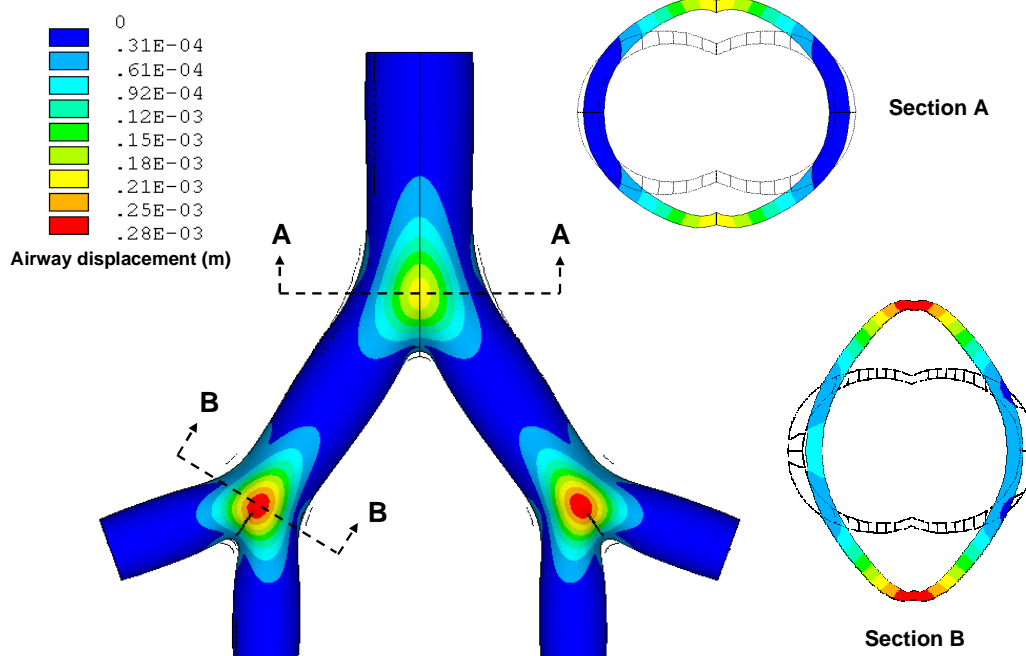 0
.31E-04
.61E-04
.92E-04
.12E-03
.15E-03
.18E-03
.21E-03
.25E-03
.28E-03
Airway displacement (m)
A
A
B
B
Section A
Section B